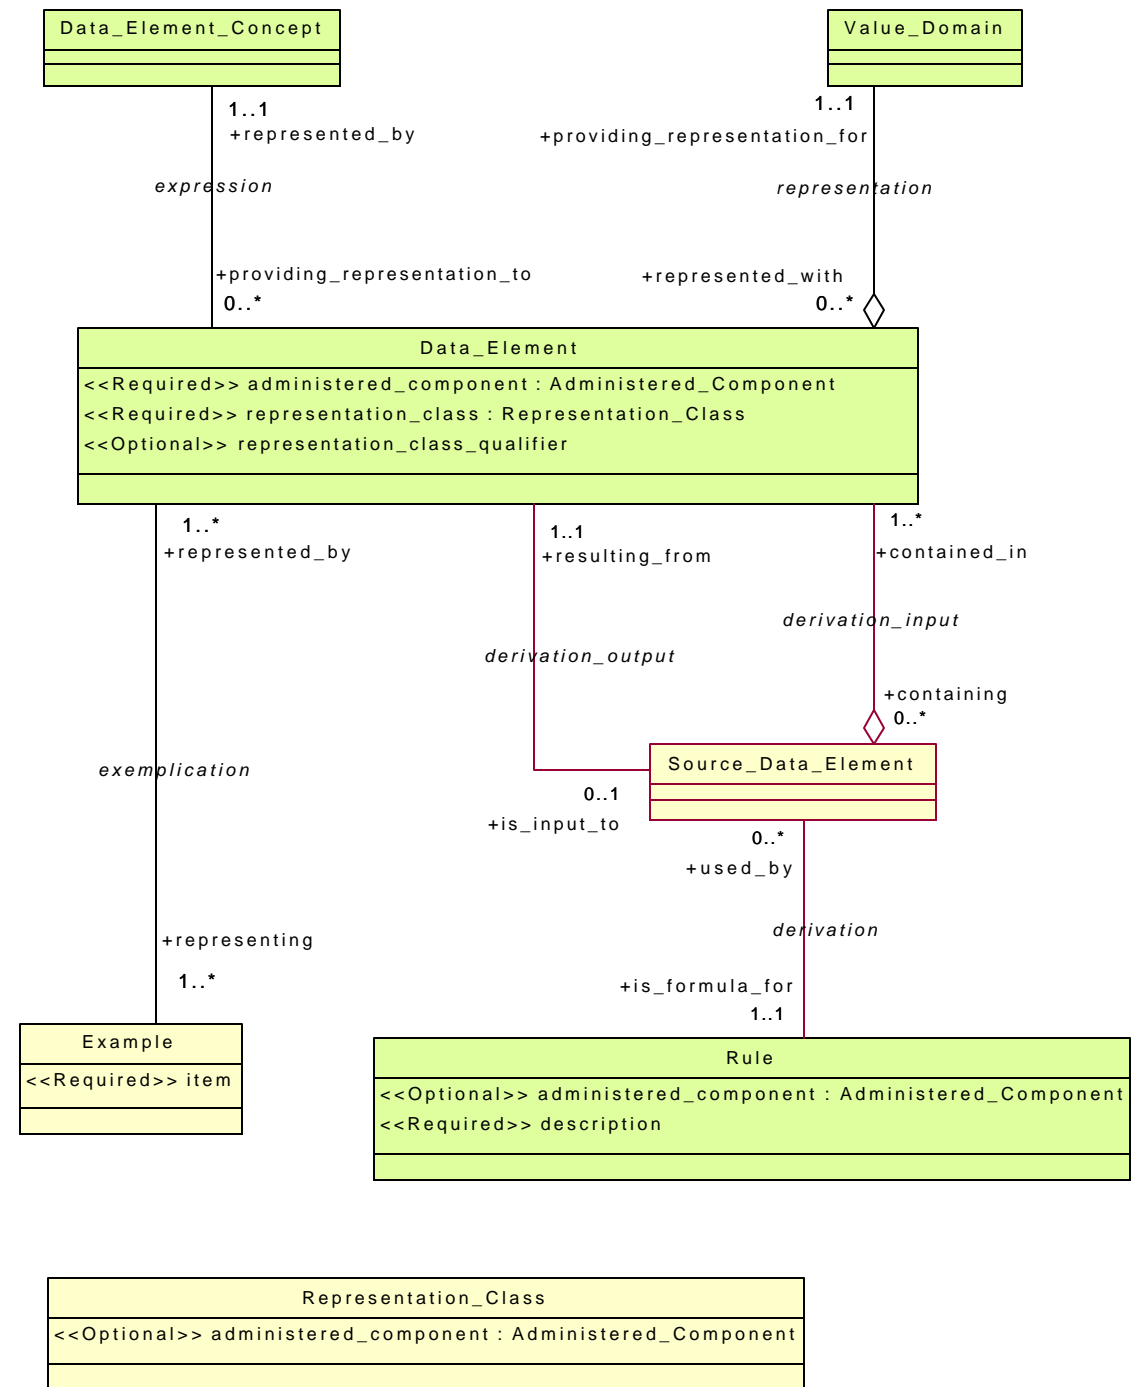 Data_Element_Concept
Value_Domain
1..1
+represented_by
1..1
+providing_representation_for
expression
representation
+providing_representation_to
0..*
+represented_with
0..*
Data_Element
<<Required>> administered_component : Administered_Component
<<Required>> representation_class : Representation_Class
<<Optional>> representation_class_qualifier
1..*
+represented_by
1..1
+resulting_from
1..*
+contained_in
derivation_input
derivation_output
+containing
0..*
exemplication
Source_Data_Element
0..1
+is_input_to
0..*
+used_by
derivation
+representing
1..*
+is_formula_for
1..1
Example
<<Required>> item
Rule
<<Optional>> administered_component : Administered_Component
<<Required>> description
Representation_Class
<<Optional>> administered_component : Administered_Component